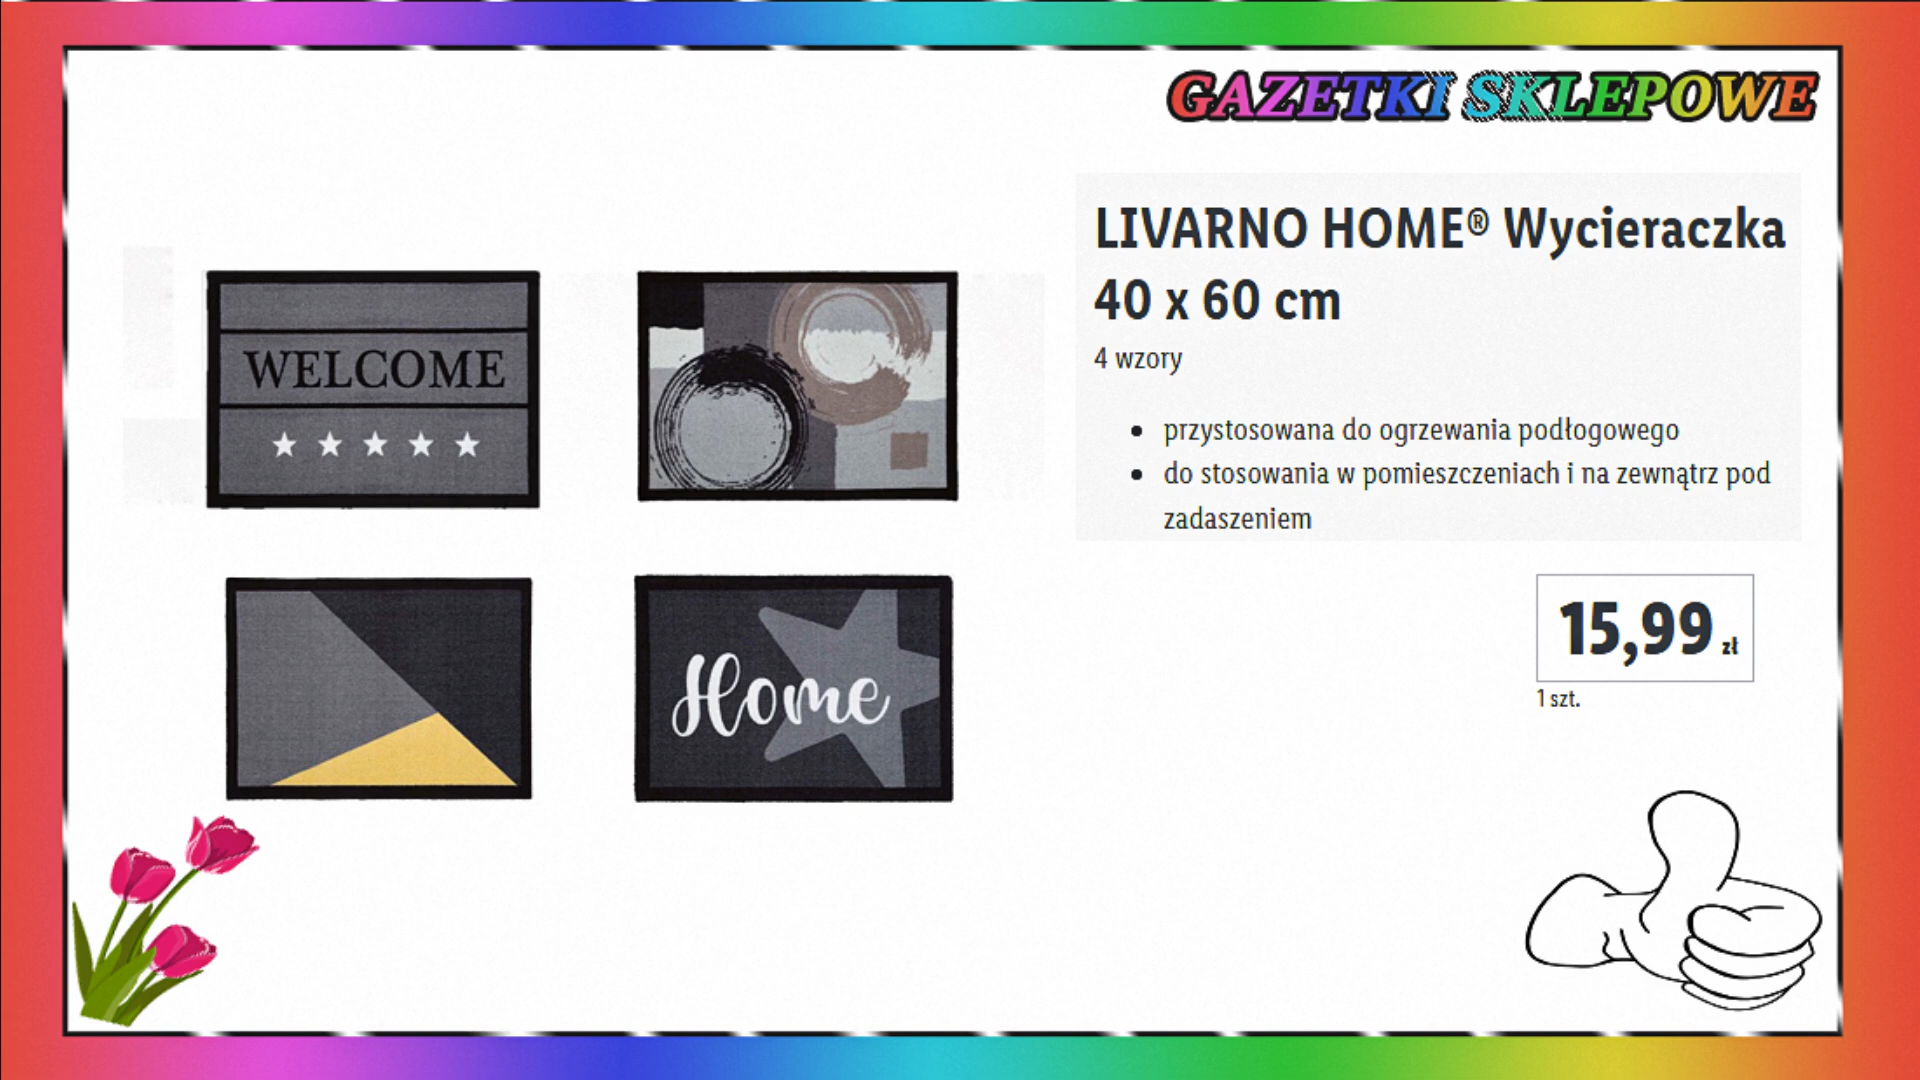 GAZETKI SKLEPOWE
LIVARNO HOME® Wycieraczka
40 x 60 cm
4 wzory
• przystosowana do ogrzewania podłogowego
• do stosowania w pomieszczeniach i na zewnątrz pod
zadaszeniem
WELCOME
Home
15,99 zł
1 szt.